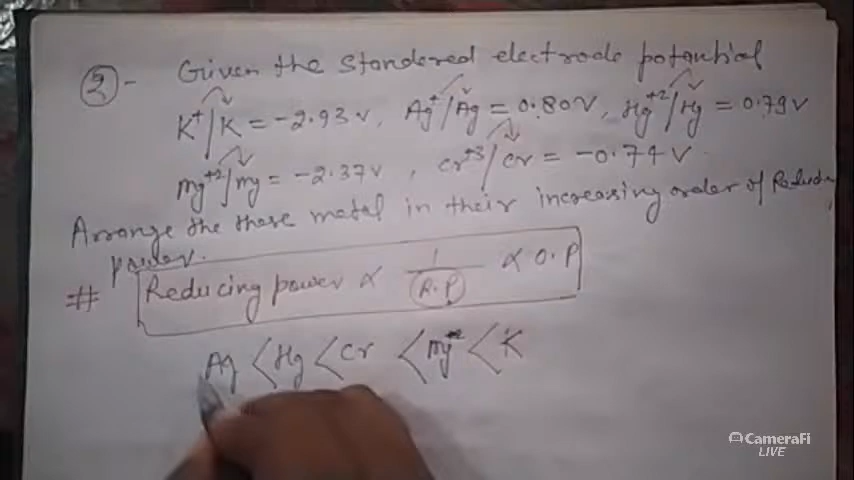 2 - Given the Standered electrode potential
K⁺/K = -2.93 V, Ag⁺/Ag = 0.80V, Hg⁺²/Hg = 0.79 V
mg⁺²/mg = -2.37 V , Cr⁺³/Cr = -0.74 V
Arrange the these metal in their increasing order of Reducing
power.
# Reducing power ∝ 1/R.P ∝ O.P
Ag < Hg < Cr < mg < K
CameraFi
LIVE